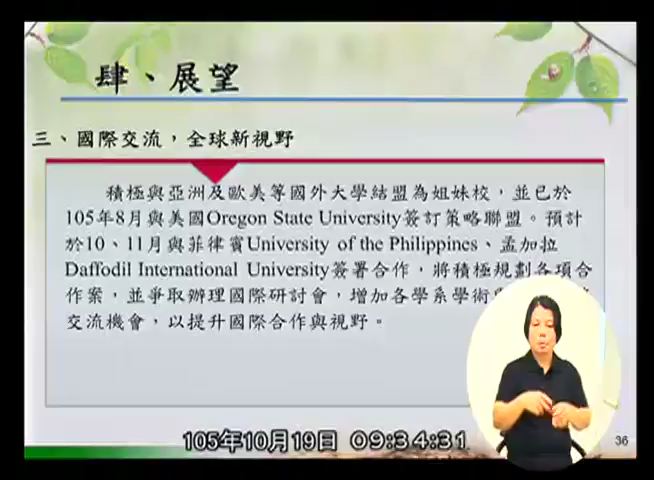 肆、展望
三、國際交流，全球新視野
積極與亞洲及歐美等國外大學結盟為姐妹校，並已於
105年8月與美國Oregon State University簽訂策略聯盟。預計
於10、11月與菲律賓University of the Philippines、孟加拉
Daffodil International University簽署合作，將積極規劃各項合
作案，並爭取辦理國際研討會，增加各學系學術
交流機會，以提升國際合作與視野。
105年10月19日 09:34:31
36